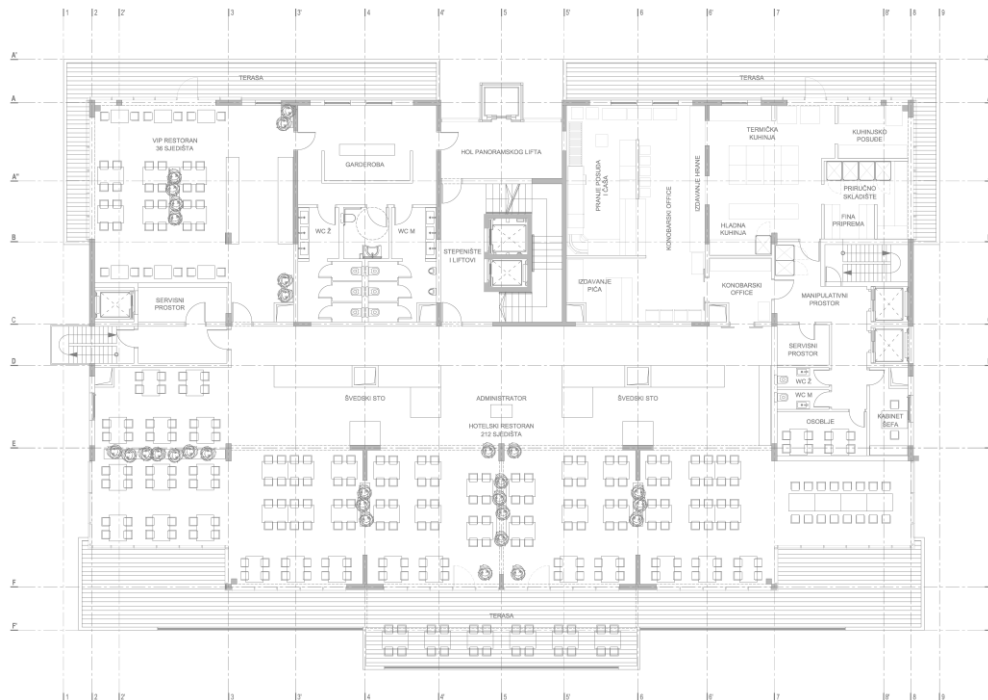 1 2 2' 3 3' 4 4' 5 5' 6 6' 7 8' 8 9
A'
TERASA
TERASA
A
VIP RESTORAN
36 SJEDIŠTA
GARDEROBA
HOL PANORAMSKOG LIFTA
PRANJE POSUĐA
I ČAŠA
KONOBARSKI OFFICE
IZDAVANJE HRANE
TERMIČKA
KUHINJA
KUHINJSKO
POSUĐE
A''
PRIRUČNO
SKLADIŠTE
WC Ž
WC M
HLADNA
KUHINJA
FINA
PRIPREMA
B
STEPENIŠTE
I LIFTOVI
IZDAVANJE
PIĆA
KONOBARSKI
OFFICE
SERVISNI
PROSTOR
MANIPULATIVNI
PROSTOR
C
SERVISNI
PROSTOR
D
WC Ž
WC M
ŠVEDSKI STO
ADMINISTRATOR
ŠVEDSKI STO
KABINET
ŠEFA
OSOBLJE
HOTELSKI RESTORAN
212 SJEDIŠTA
E
F
TERASA
F'
1 2 2' 3 3' 4 4' 5 5' 6 6' 7 8' 8 9